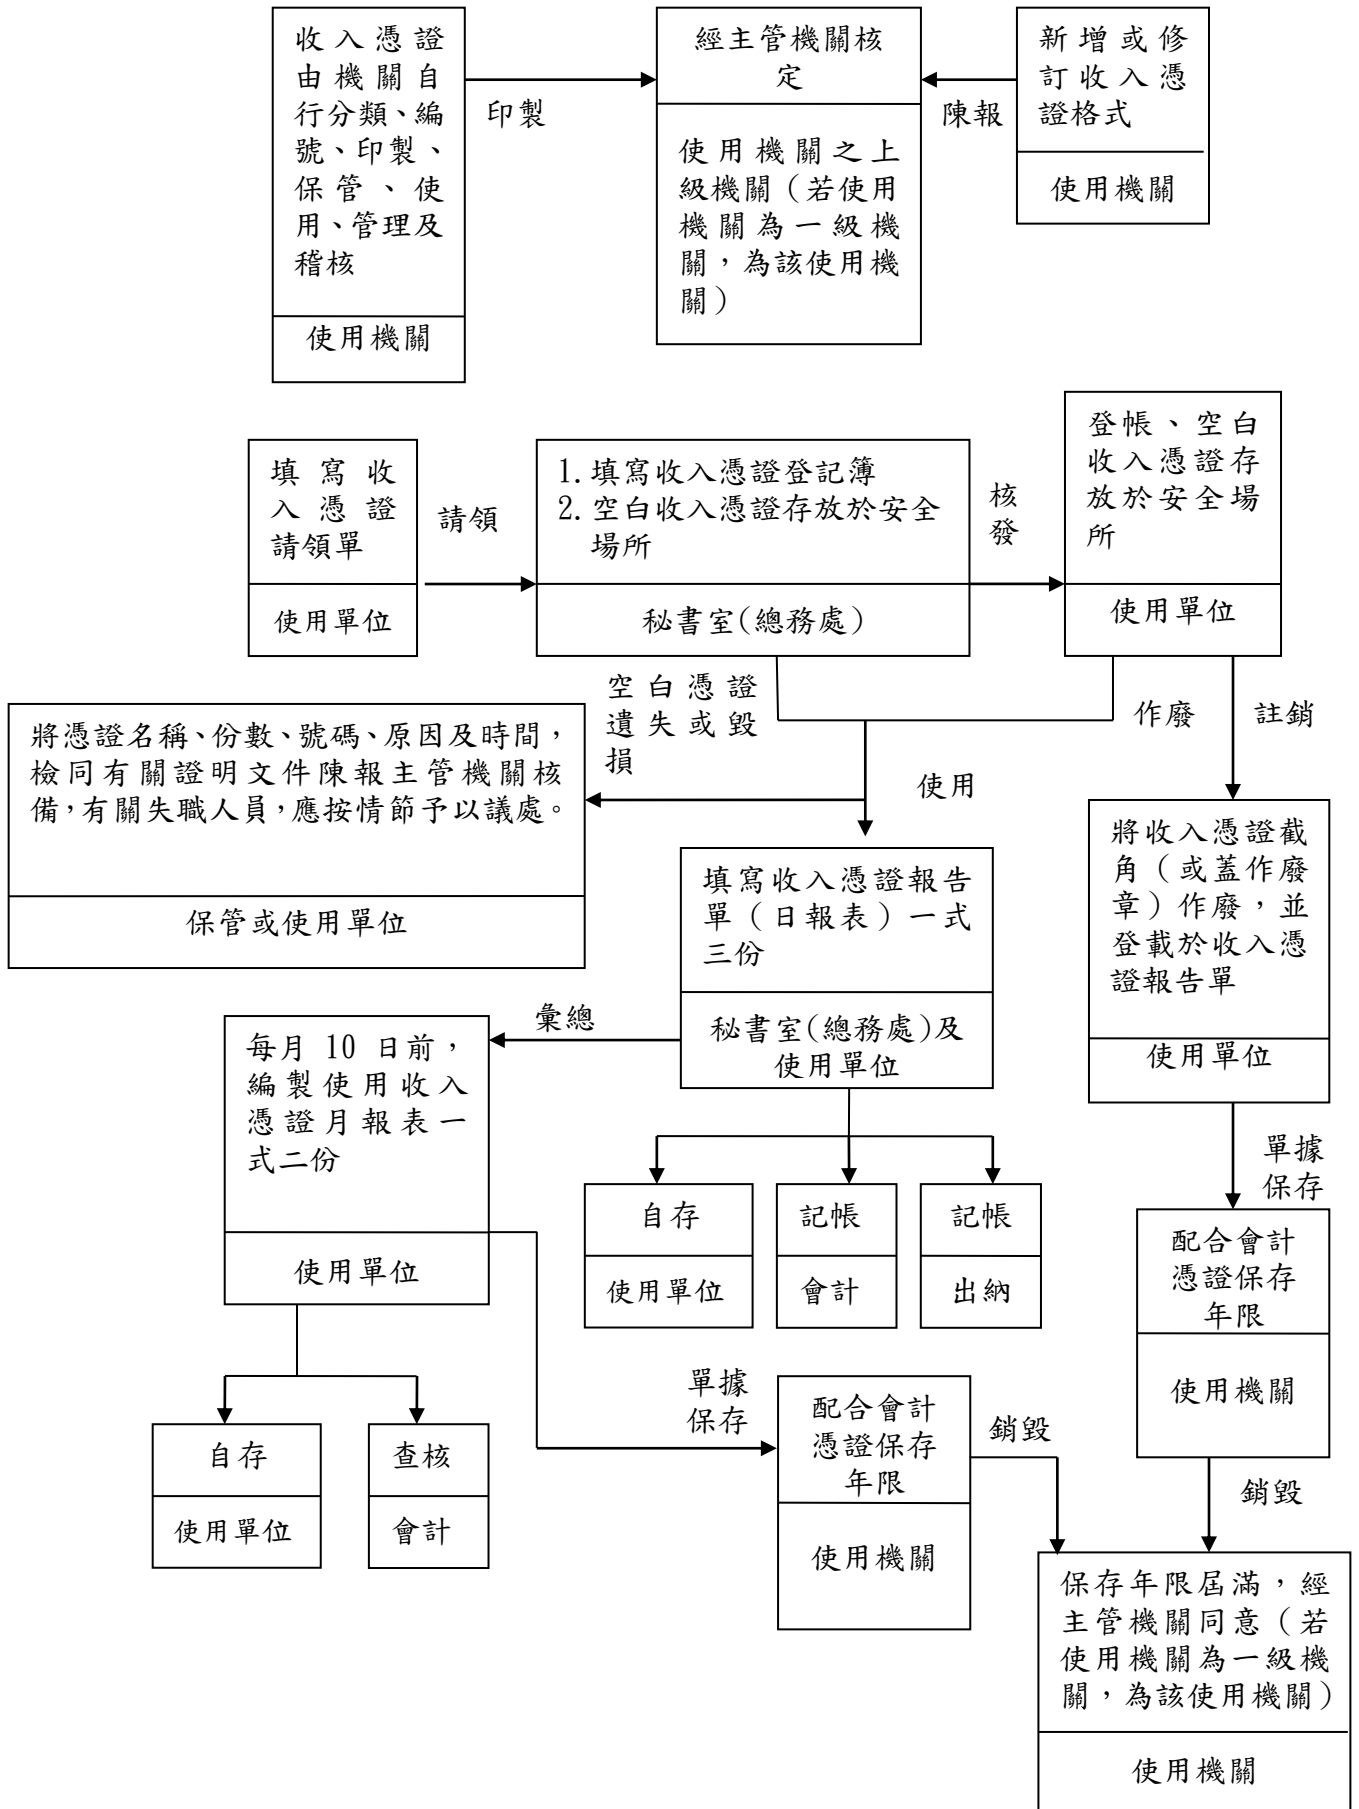 收入憑證
由機關自
行分類、編
號、印製、
保管、使
用、管理及
稽核
使用機關
印製
經主管機關核
定
使用機關之上
級機關（若使用
機關為一級機
關，為該使用機
關）
陳報
新增或修
訂收入憑
證格式
使用機關
填寫收
入憑證
請領單
使用單位
請領
1.填寫收入憑證登記簿
2.空白收入憑證存放於安全
場所
秘書室(總務處)
核
發
登帳、空白
收入憑證存
放於安全場
所
使用單位
空白憑證
遺失或毀
損
作廢
註銷
使用
將憑證名稱、份數、號碼、原因及時間，
檢同有關證明文件陳報主管機關核
備，有關失職人員，應按情節予以議處。
保管或使用單位
填寫收入憑證報告
單（日報表）一式
三份
秘書室(總務處)及
使用單位
將收入憑證截
角（或蓋作廢
章）作廢，並
登載於收入憑
證報告單
使用單位
彙總
每月 10 日前，
編製使用收入
憑證月報表一
式二份
使用單位
自存
使用單位
記帳
會計
記帳
出納
單據
保存
配合會計
憑證保存
年限
使用機關
自存
使用單位
查核
會計
單據
保存
配合會計
憑證保存
年限
使用機關
銷毀
銷毀
保存年限屆滿，經
主管機關同意（若
使用機關為一級機
關，為該使用機關）
使用機關